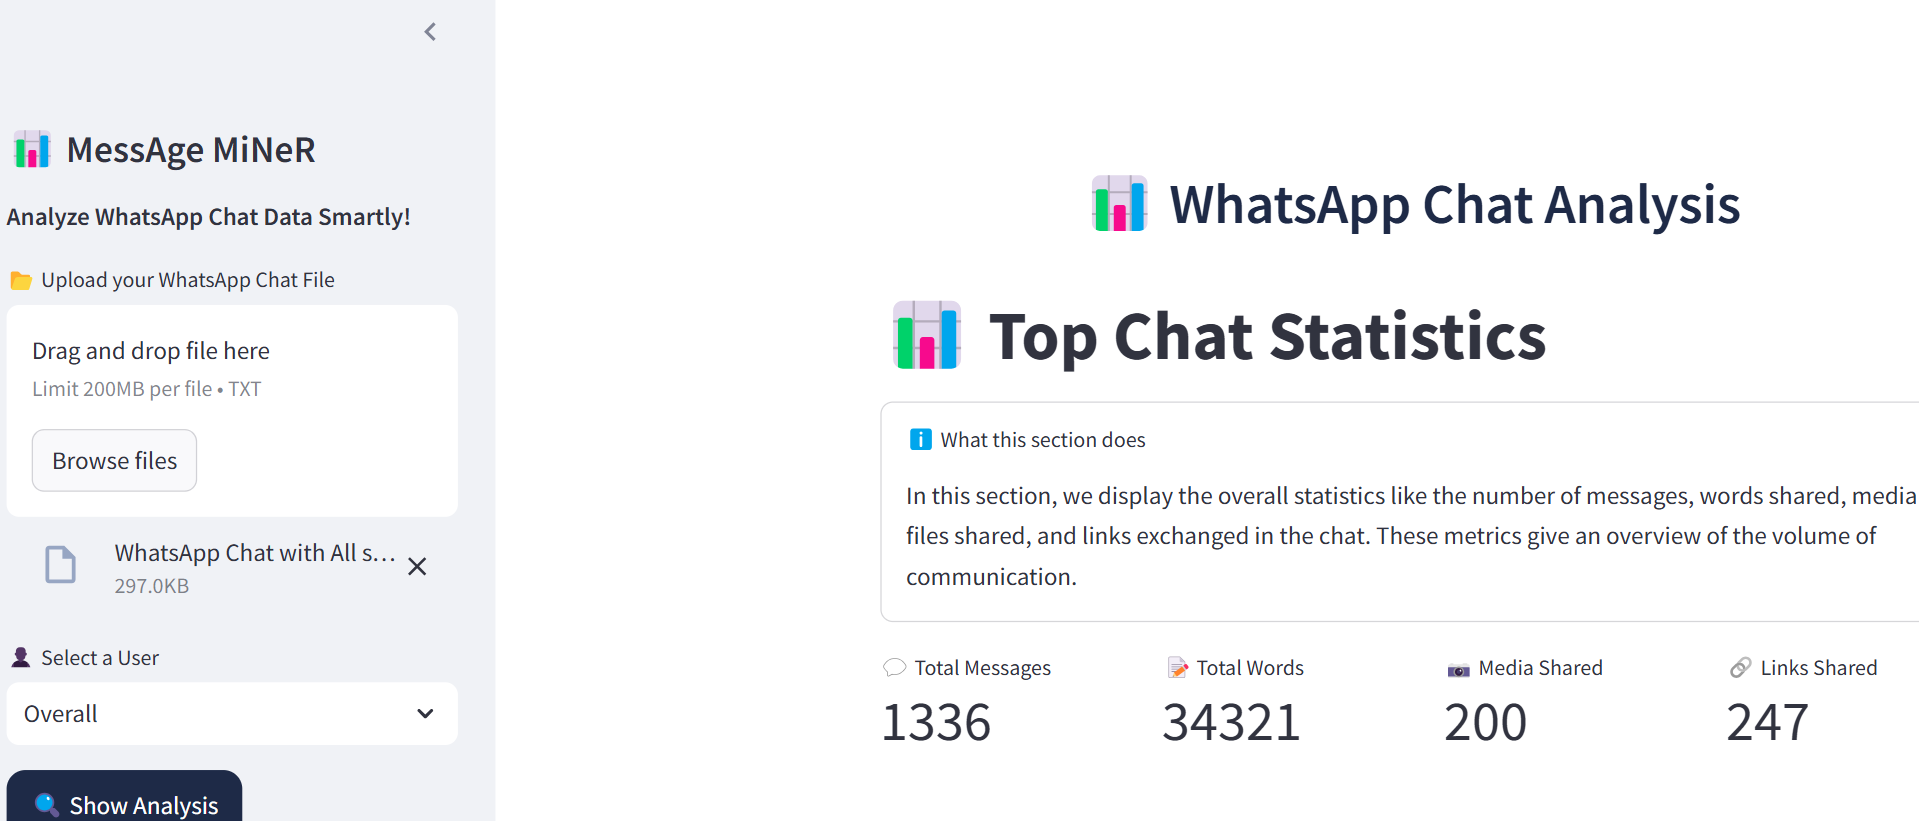 MessAge MiNeR
Analyze WhatsApp Chat Data Smartly!
Upload your WhatsApp Chat File
Drag and drop file here
Limit 200MB per file • TXT
Browse files
WhatsApp Chat with All s...
297.0KB
Select a User
Overall
Show Analysis
WhatsApp Chat Analysis
Top Chat Statistics
What this section does
In this section, we display the overall statistics like the number of messages, words shared, media
files shared, and links exchanged in the chat. These metrics give an overview of the volume of
communication.
Total Messages
1336
Total Words
34321
Media Shared
200
Links Shared
247